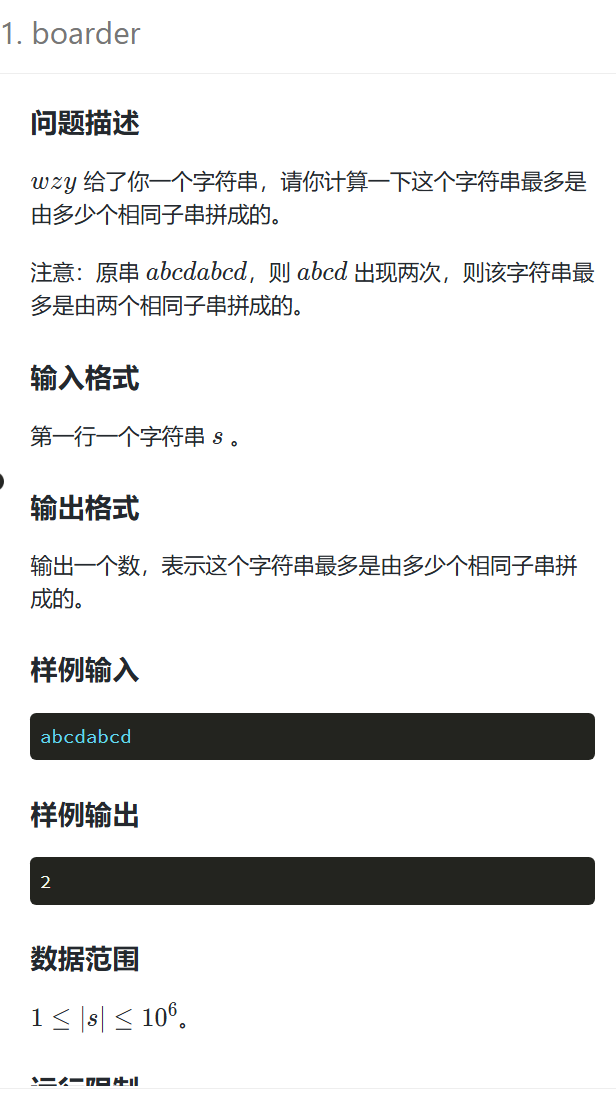 1. boarder
问题描述
wzy 给了你一个字符串，请你计算一下这个字符串最多是
由多少个相同子串拼成的。
注意：原串 abcdabcd，则 abcd 出现两次，则该字符串最
多是由两个相同子串拼成的。
输入格式
第一行一个字符串 s 。
输出格式
输出一个数，表示这个字符串最多是由多少个相同子串拼
成的。
样例输入
abcdabcd
样例输出
2
数据范围
1 ≤ |s| ≤ 10⁶。
运行限制